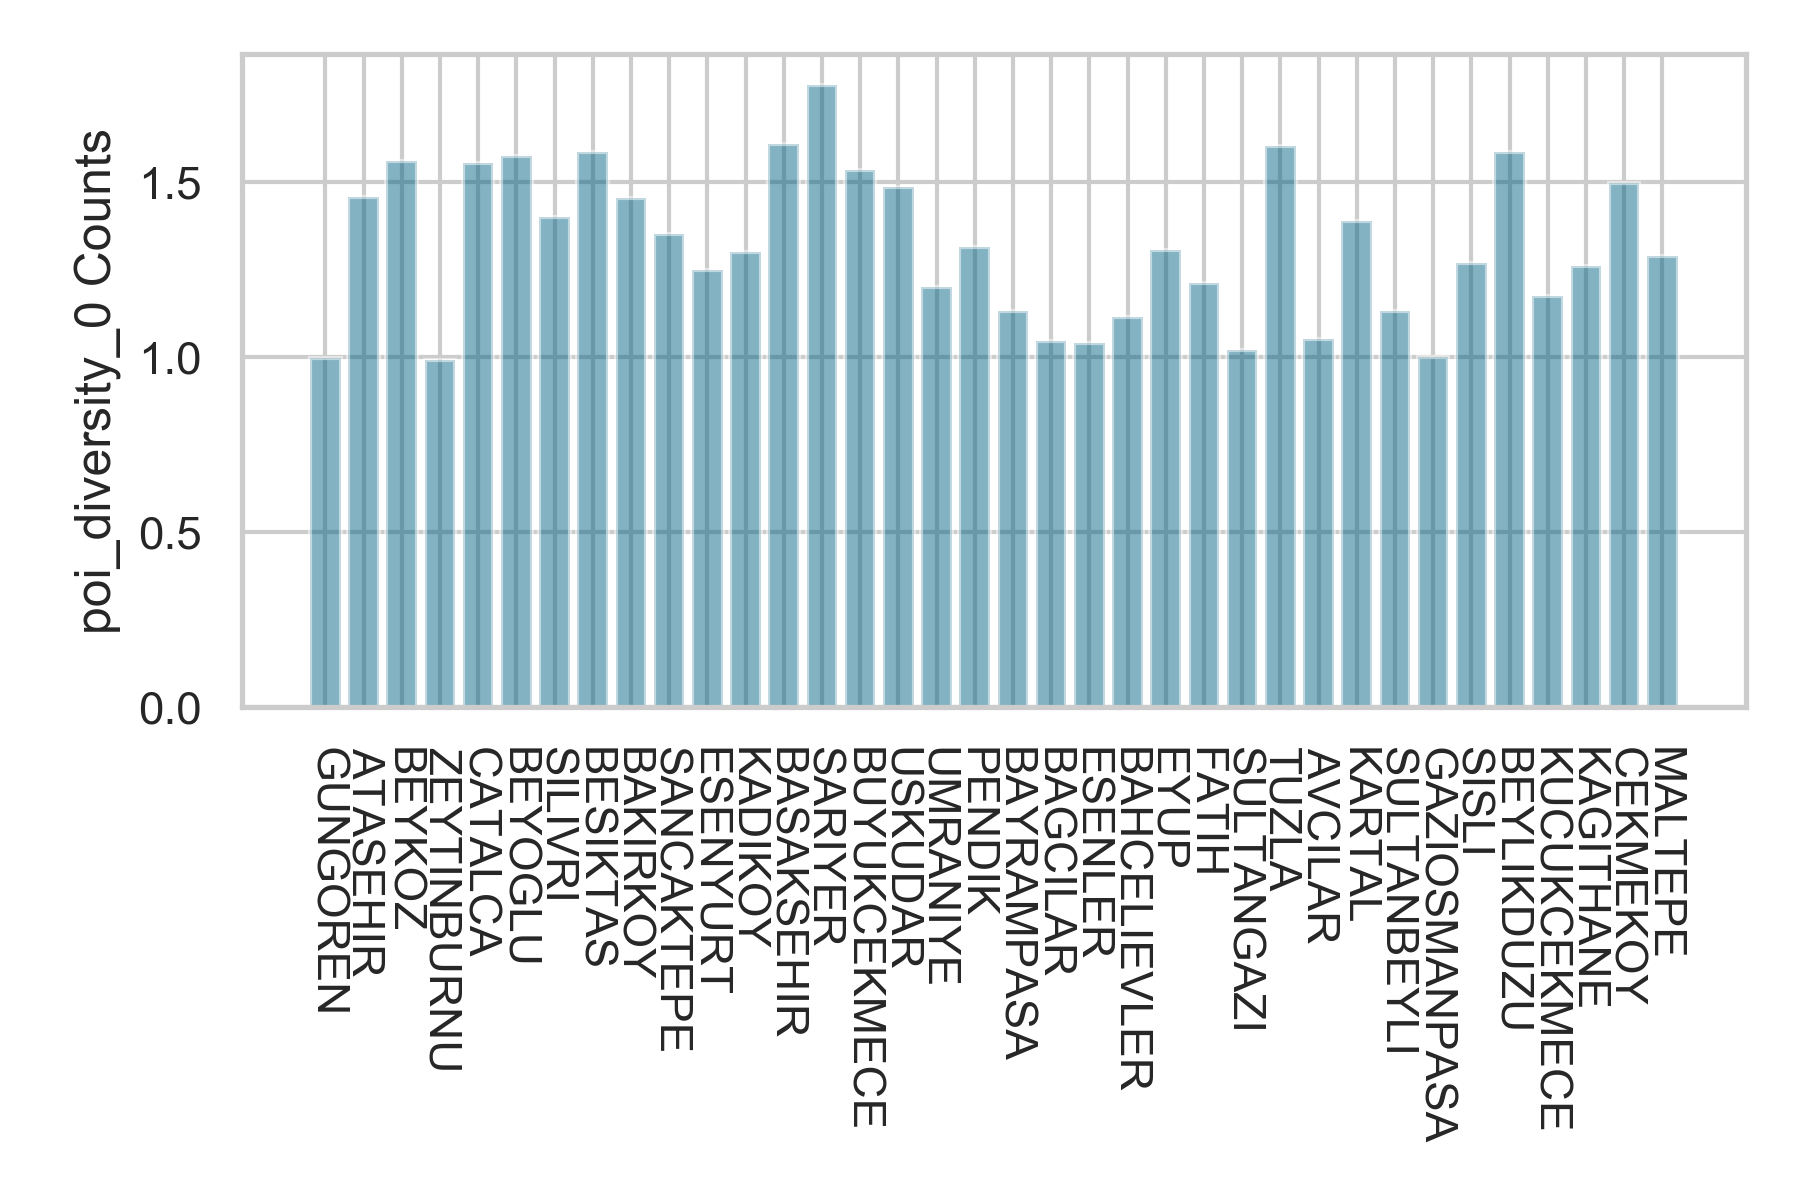 poi_diversity_0 Counts
1.5
1.0
0.5
0.0
GUNGOREN
ATASEHIR
BEYKOZ
ZEYTINBURNU
CATALCA
BEYOGLU
SILIVRI
BESIKTAS
BAKIRKOY
SANCAKTEPE
ESENYURT
KADIKOY
BASAKSEHIR
SARIYER
BUYUKCEKMECE
USKUDAR
UMRANIYE
PENDIK
BAYRAMPASA
BAGCILAR
ESENLER
BAHCELIEVLER
EYUP
FATIH
SULTANGAZI
TUZLA
AVCILAR
KARTAL
SULTANBEYLI
GAZIOSMANPASA
SISLI
BEYLIKDUZU
KUCUKCEKMECE
KAGITHANE
CEKMEKOY
MALTEPE